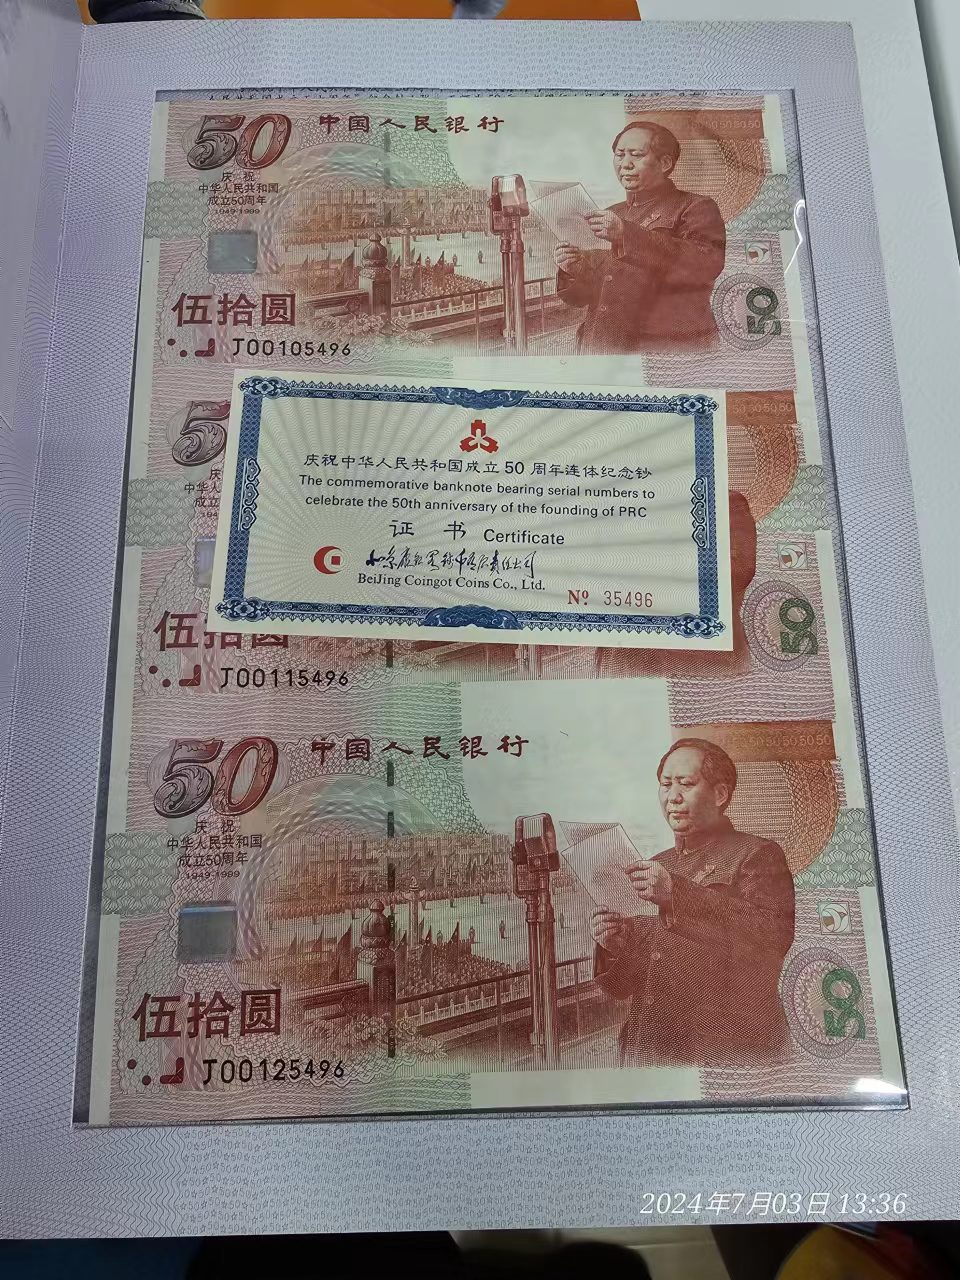 50
中国人民银行
庆祝
中华人民共和国
成立50周年
1949-1999
伍拾圆
J00105496
50
5
庆
中华
成立
庆祝中华人民共和国成立50周年连体纪念钞
The commemorative banknote bearing serial numbers to
celebrate the 50th anniversary of the founding of PRC
证书 Certificate
BeiJing Coingot Coins Co., Ltd.
Nº 35496
伍拾圆
J00115496
50
50
中国人民银行
庆祝
中华人民共和国
成立50周年
1949-1999
伍拾圆
J00125496
50
2024年7月03日 13:36